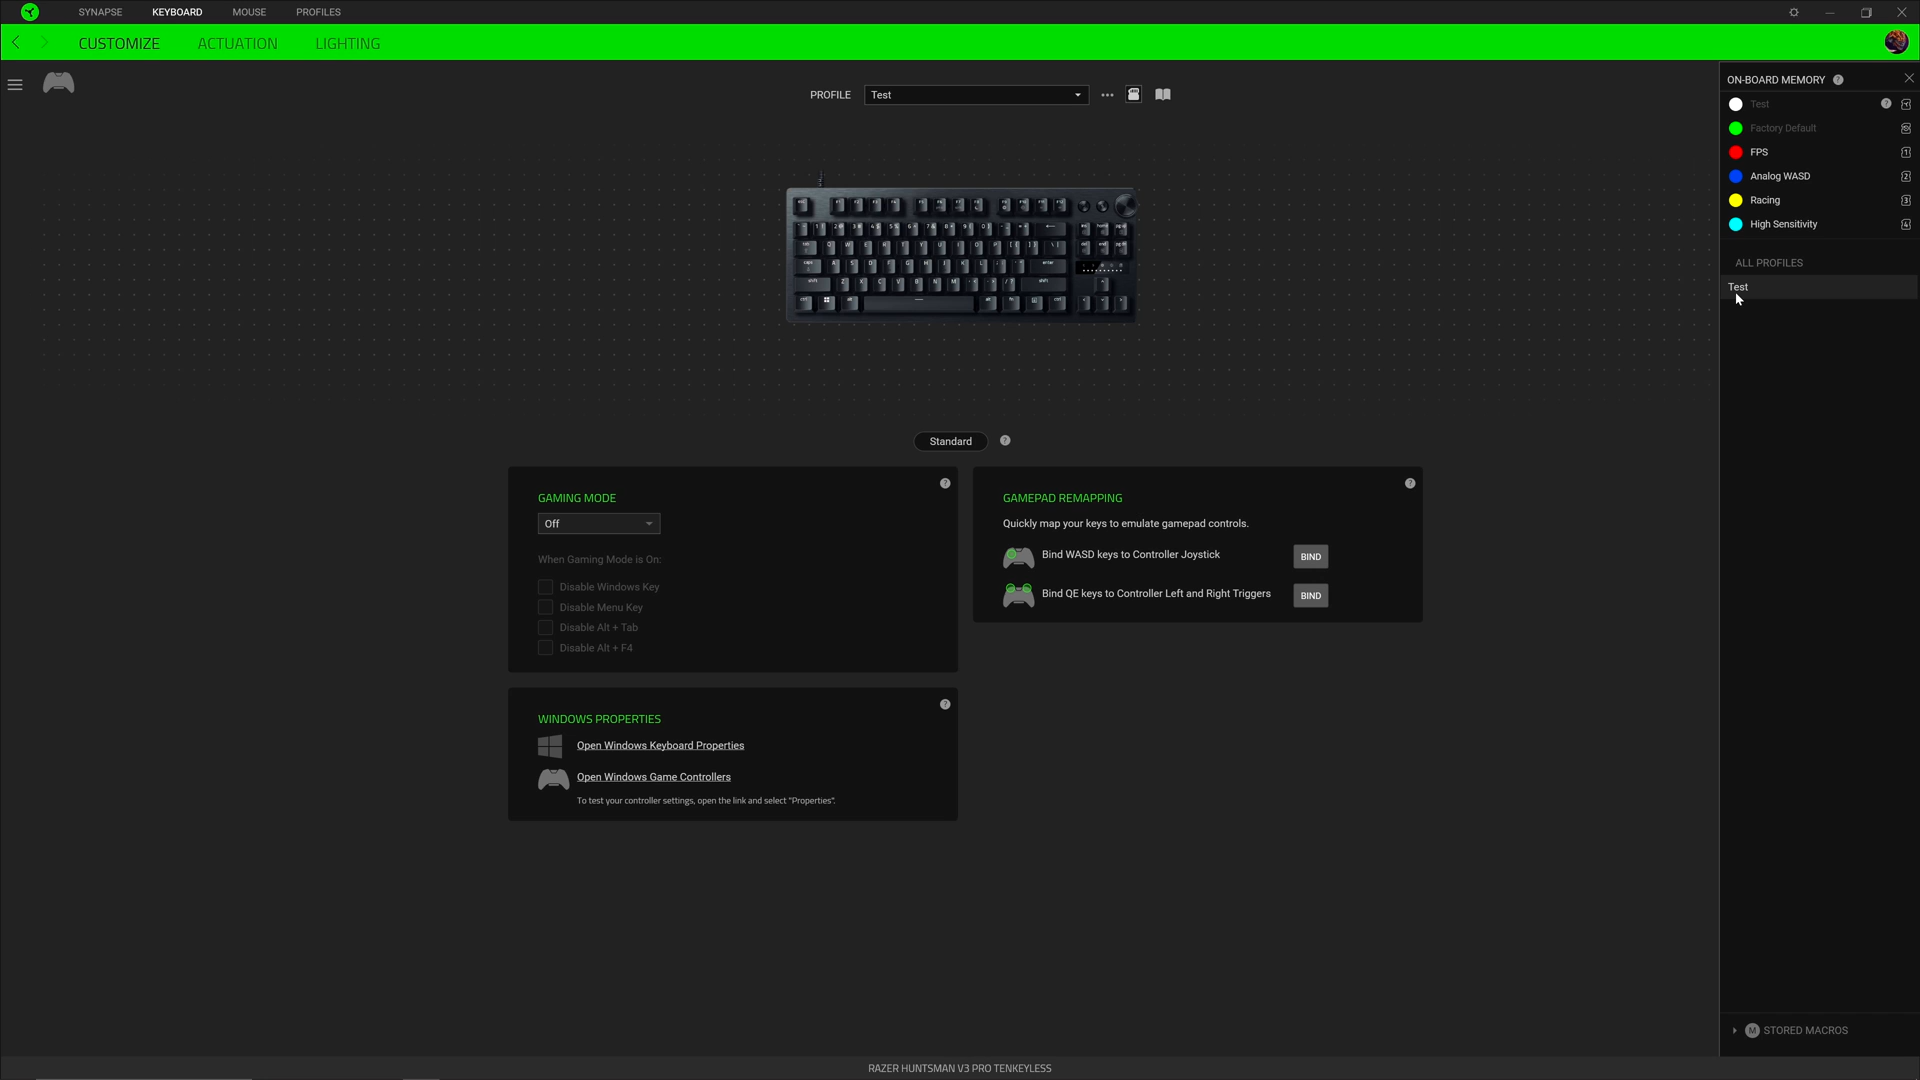 SYNAPSE KEYBOARD MOUSE PROFILES
CUSTOMIZE ACTUATION LIGHTING
PROFILE Test
ON-BOARD MEMORY ?
Test ?
Factory Default
FPS 1
Analog WASD 2
Racing 3
High Sensitivity 4
ALL PROFILES
Test
Standard ?
GAMING MODE ?
Off
When Gaming Mode is On:
Disable Windows Key
Disable Menu Key
Disable Alt + Tab
Disable Alt + F4
GAMEPAD REMAPPING ?
Quickly map your keys to emulate gamepad controls.
Bind WASD keys to Controller Joystick BIND
Bind QE keys to Controller Left and Right Triggers BIND
WINDOWS PROPERTIES ?
Open Windows Keyboard Properties
Open Windows Game Controllers
To test your controller settings, open the link and select "Properties".
M STORED MACROS
RAZER HUNTSMAN V3 PRO TENKEYLESS